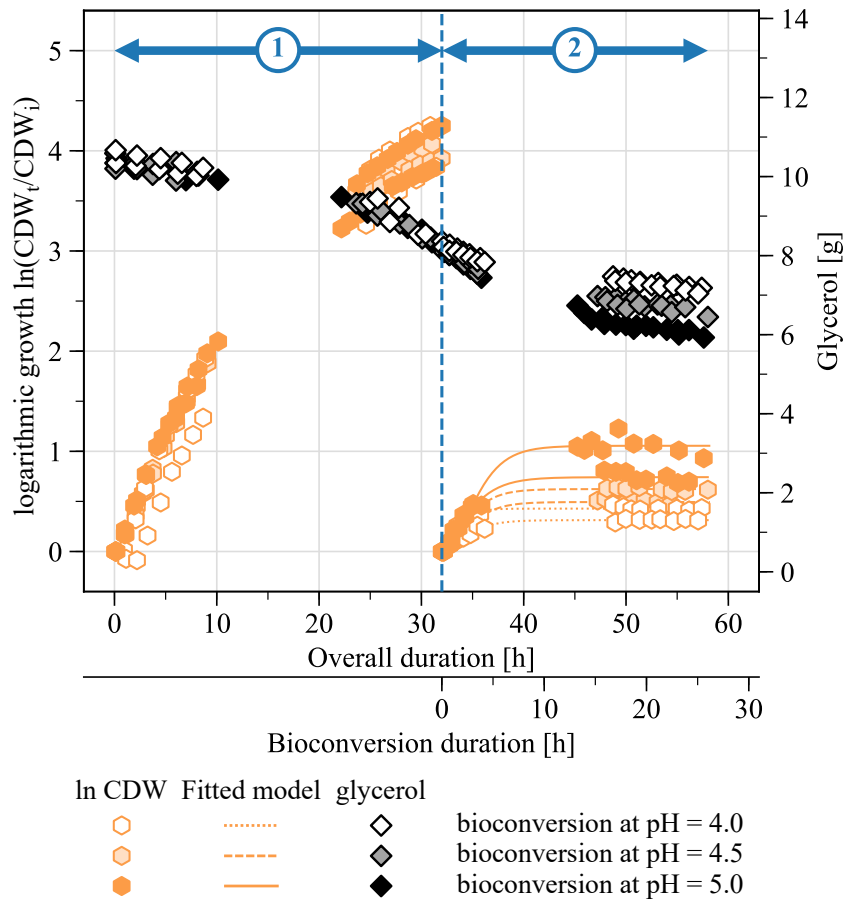 1
2
5
4
3
2
1
0
logarithmic growth ln(CDWt/CDWi)
14
12
10
8
6
4
2
0
Glycerol [g]
0 10 20 30 40 50 60
Overall duration [h]
0 10 20 30
Bioconversion duration [h]
ln CDW Fitted model glycerol
bioconversion at pH = 4.0
bioconversion at pH = 4.5
bioconversion at pH = 5.0